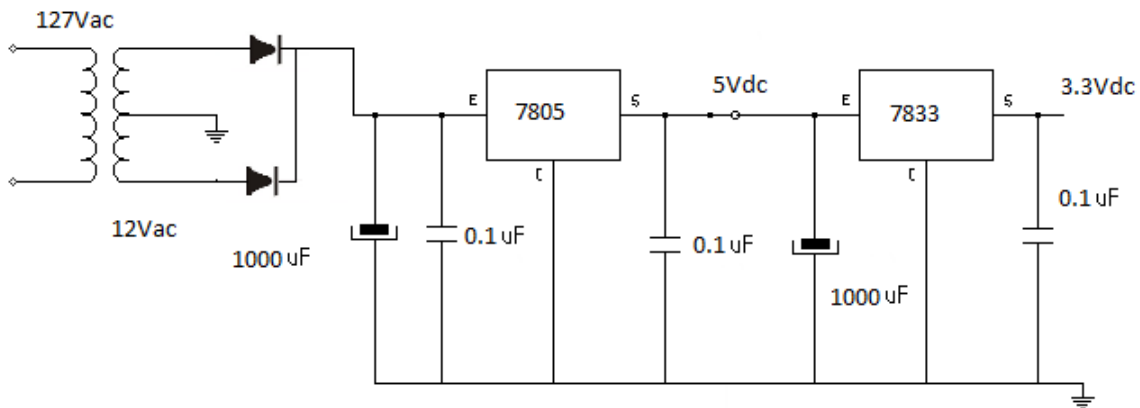 127Vac
12Vac
1000 uF
0.1 uF
E
7805
S
C
0.1 uF
5Vdc
1000 uF
E
7833
S
C
3.3Vdc
0.1 uF